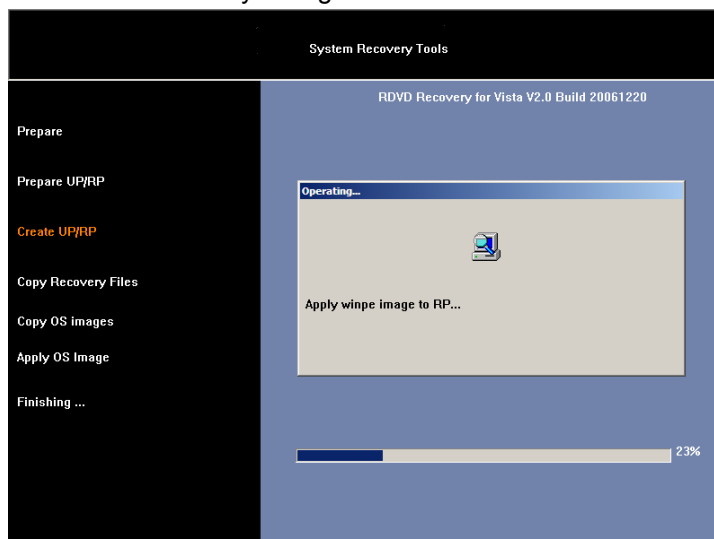 System Recovery Tools
RDVD Recovery for Vista V2.0 Build 20061220
Prepare
Prepare UP/RP
Create UP/RP
Copy Recovery Files
Copy OS images
Apply OS Image
Finishing ...
Operating...
Apply winpe image to RP...
23%